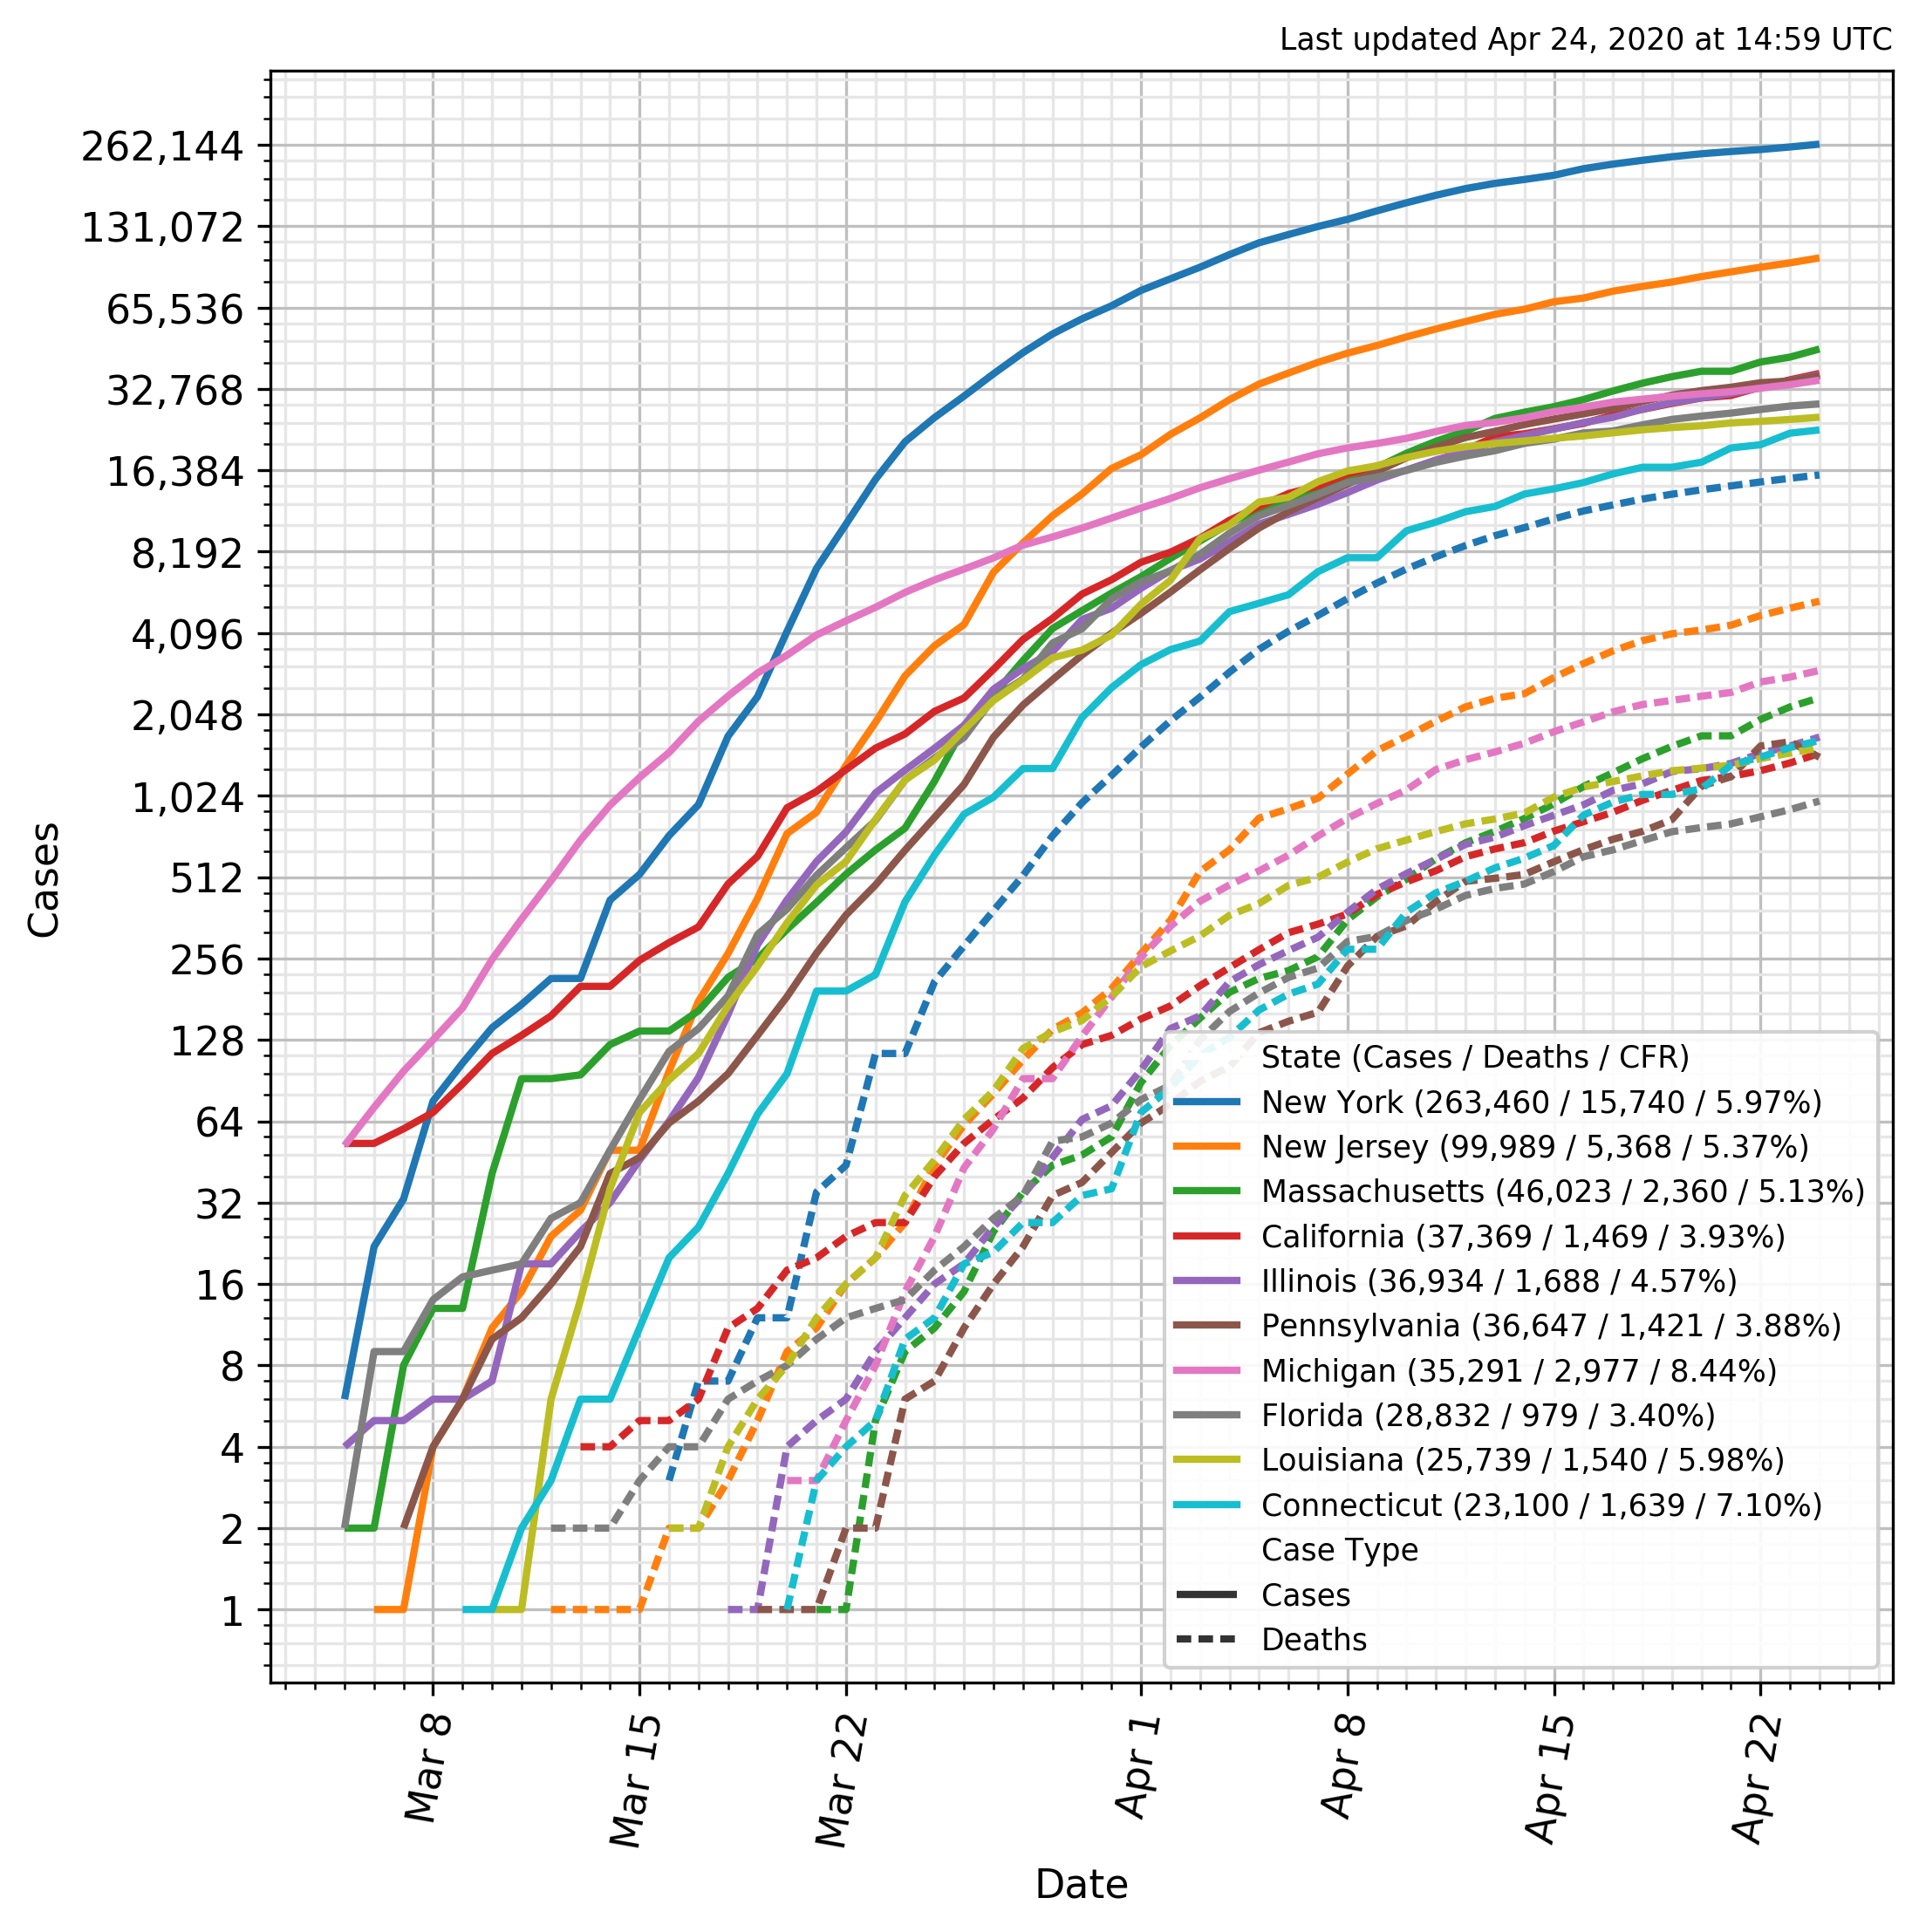 Last updated Apr 24, 2020 at 14:59 UTC
262,144
131,072
65,536
32,768
16,384
8,192
4,096
2,048
1,024
512
256
128
64
32
16
8
4
2
1
Cases
State (Cases / Deaths / CFR)
New York (263,460 / 15,740 / 5.97%)
New Jersey (99,989 / 5,368 / 5.37%)
Massachusetts (46,023 / 2,360 / 5.13%)
California (37,369 / 1,469 / 3.93%)
Illinois (36,934 / 1,688 / 4.57%)
Pennsylvania (36,647 / 1,421 / 3.88%)
Michigan (35,291 / 2,977 / 8.44%)
Florida (28,832 / 979 / 3.40%)
Louisiana (25,739 / 1,540 / 5.98%)
Connecticut (23,100 / 1,639 / 7.10%)
Case Type
Cases
Deaths
Mar 8
Mar 15
Mar 22
Apr 1
Apr 8
Apr 15
Apr 22
Date